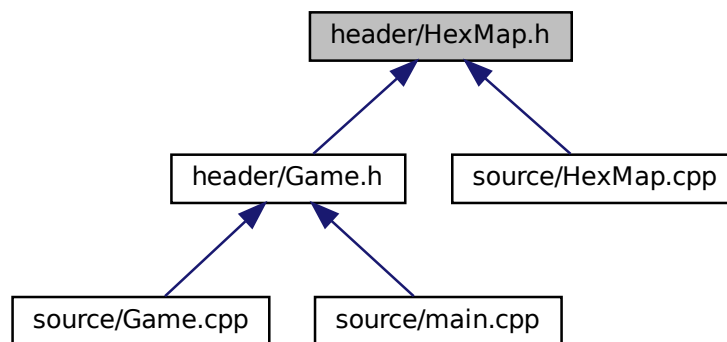 header/HexMap.h
header/Game.h
source/HexMap.cpp
source/Game.cpp
source/main.cpp